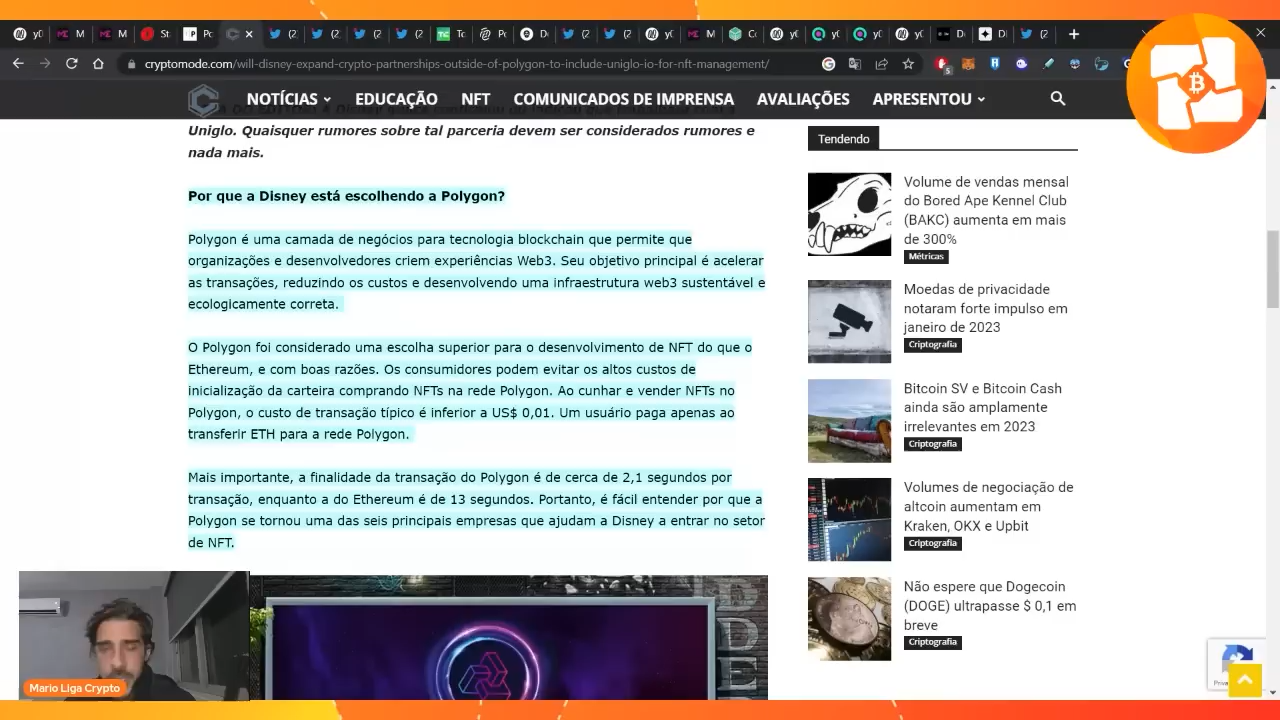 cryptomode.com/will-disney-expand-crypto-partnerships-outside-of-polygon-to-include-uniglo-io-for-nft-management/
NOTÍCIAS
EDUCAÇÃO
NFT
COMUNICADOS DE IMPRENSA
AVALIAÇÕES
APRESENTOU
Uniglo. Quaisquer rumores sobre tal parceria devem ser considerados rumores e
nada mais.
Por que a Disney está escolhendo a Polygon?
Polygon é uma camada de negócios para tecnologia blockchain que permite que
organizações e desenvolvedores criem experiências Web3. Seu objetivo principal é acelerar
as transações, reduzindo os custos e desenvolvendo uma infraestrutura web3 sustentável e
ecologicamente correta.
O Polygon foi considerado uma escolha superior para o desenvolvimento de NFT do que o
Ethereum, e com boas razões. Os consumidores podem evitar os altos custos de
inicialização da carteira comprando NFTs na rede Polygon. Ao cunhar e vender NFTs no
Polygon, o custo de transação típico é inferior a US$ 0,01. Um usuário paga apenas ao
transferir ETH para a rede Polygon.
Mais importante, a finalidade da transação do Polygon é de cerca de 2,1 segundos por
transação, enquanto a do Ethereum é de 13 segundos. Portanto, é fácil entender por que a
Polygon se tornou uma das seis principais empresas que ajudam a Disney a entrar no setor
de NFT.
Tendendo
Volume de vendas mensal
do Bored Ape Kennel Club
(BAKC) aumenta em mais
de 300%
Métricas
Moedas de privacidade
notaram forte impulso em
janeiro de 2023
Criptografia
Bitcoin SV e Bitcoin Cash
ainda são amplamente
irrelevantes em 2023
Criptografia
Volumes de negociação de
altcoin aumentam em
Kraken, OKX e Upbit
Criptografia
Não espere que Dogecoin
(DOGE) ultrapasse $ 0,1 em
breve
Criptografia
Mario Liga Crypto